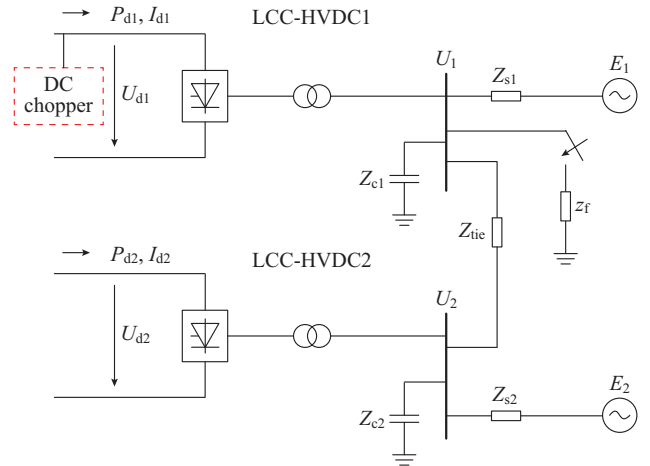 P_d1, I_d1
LCC-HVDC1
DC
chopper
U_d1
U_1
Z_s1
E_1
Z_c1
Z_tie
z_f
P_d2, I_d2
LCC-HVDC2
U_d2
U_2
Z_c2
Z_s2
E_2